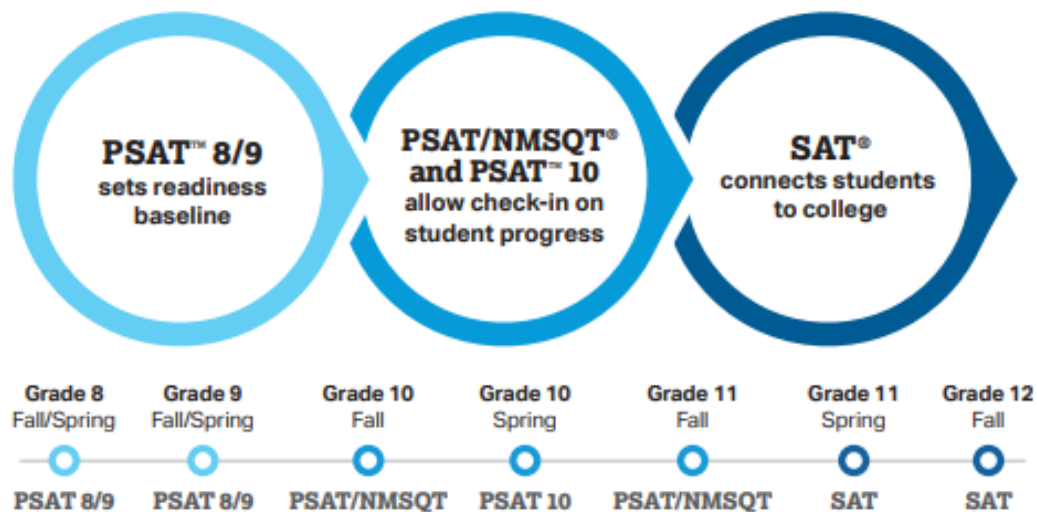 PSAT™ 8/9
sets readiness
baseline
PSAT/NMSQT®
and PSAT™ 10
allow check-in on
student progress
SAT®
connects students
to college
Grade 8
Fall/Spring
Grade 9
Fall/Spring
Grade 10
Fall
Grade 10
Spring
Grade 11
Fall
Grade 11
Spring
Grade 12
Fall
PSAT 8/9
PSAT 8/9
PSAT/NMSQT
PSAT 10
PSAT/NMSQT
SAT
SAT